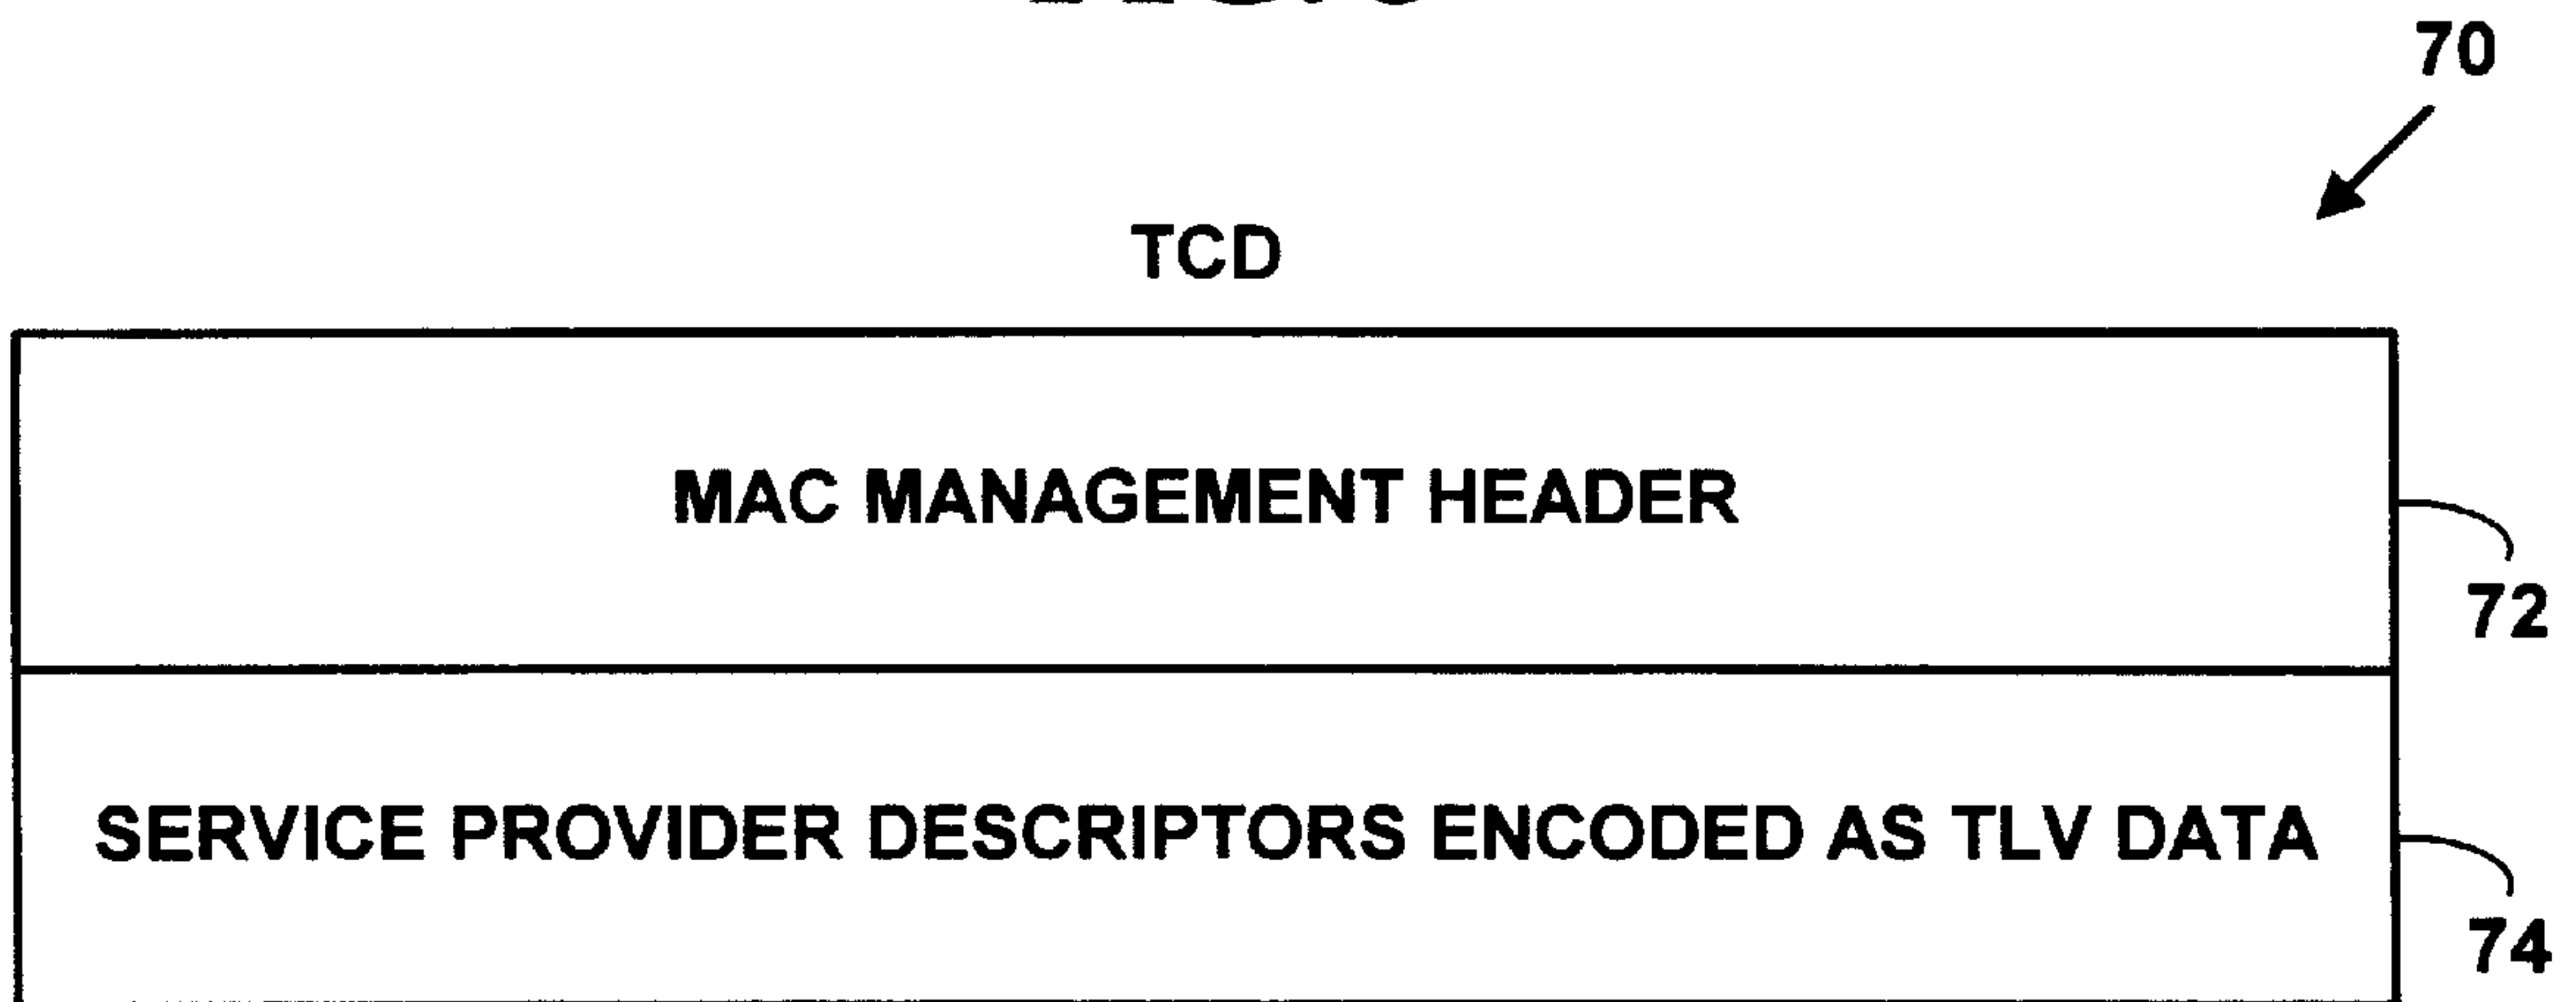 70
TCD
MAC MANAGEMENT HEADER
72
SERVICE PROVIDER DESCRIPTORS ENCODED AS TLV DATA
74